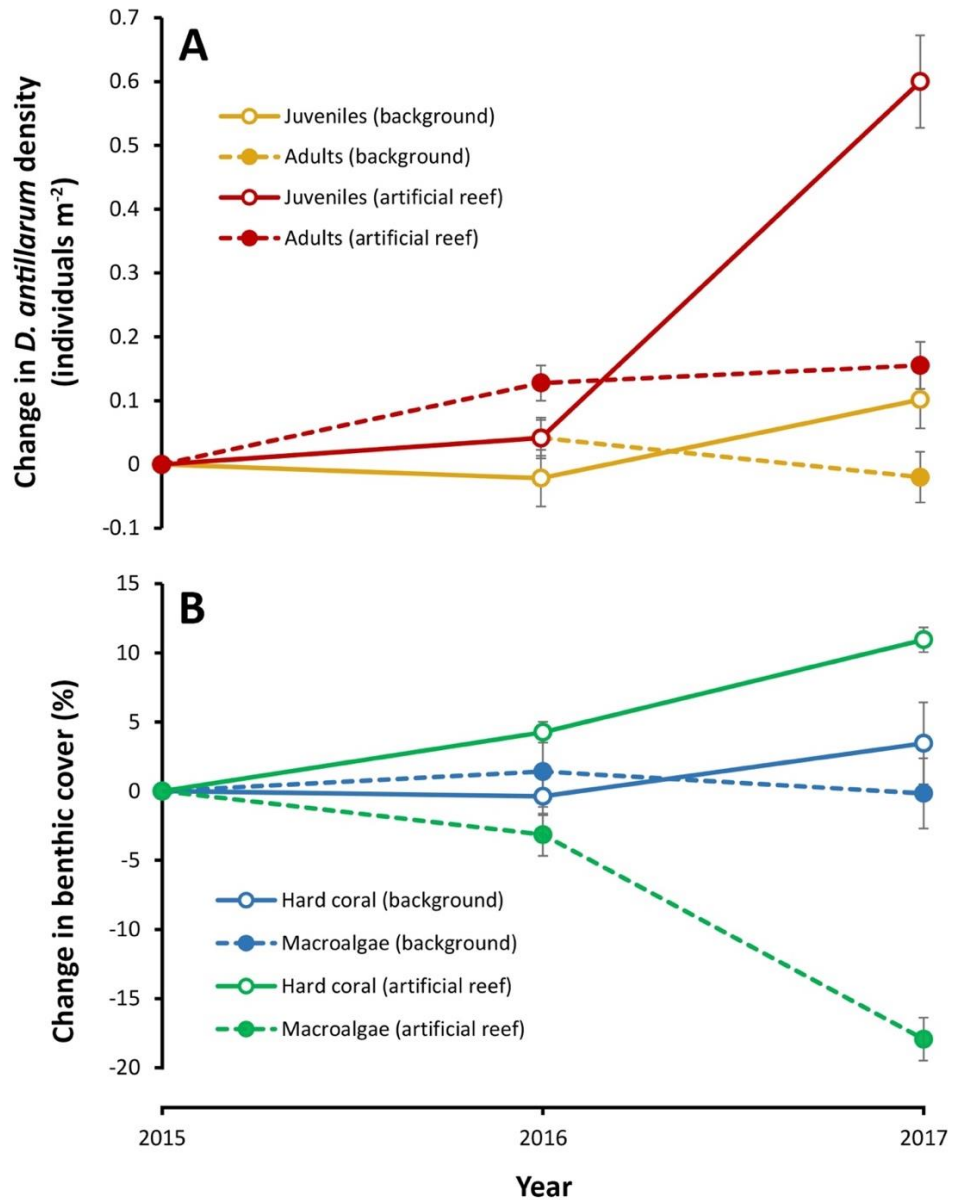 A
Change in D. antillarum density
(individuals m-2)
0.7
0.6
0.5
0.4
0.3
0.2
0.1
0
-0.1
Juveniles (background)
Adults (background)
Juveniles (artificial reef)
Adults (artificial reef)
B
Change in benthic cover (%)
15
10
5
0
-5
-10
-15
-20
Hard coral (background)
Macroalgae (background)
Hard coral (artificial reef)
Macroalgae (artificial reef)
2015 2016 2017
Year